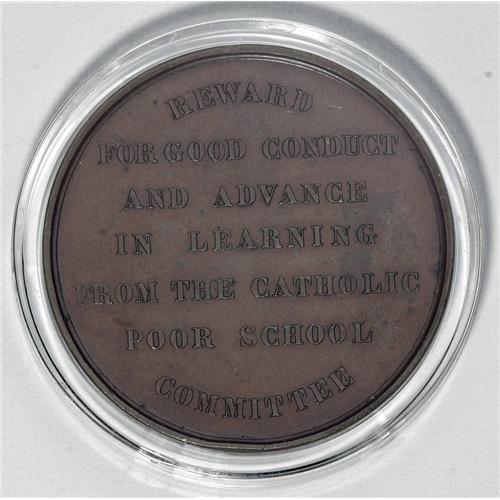 REWARD
FOR GOOD CONDUCT
AND ADVANCE
IN LEARNING
FROM THE CATHOLIC
POOR SCHOOL
COMMITTEE